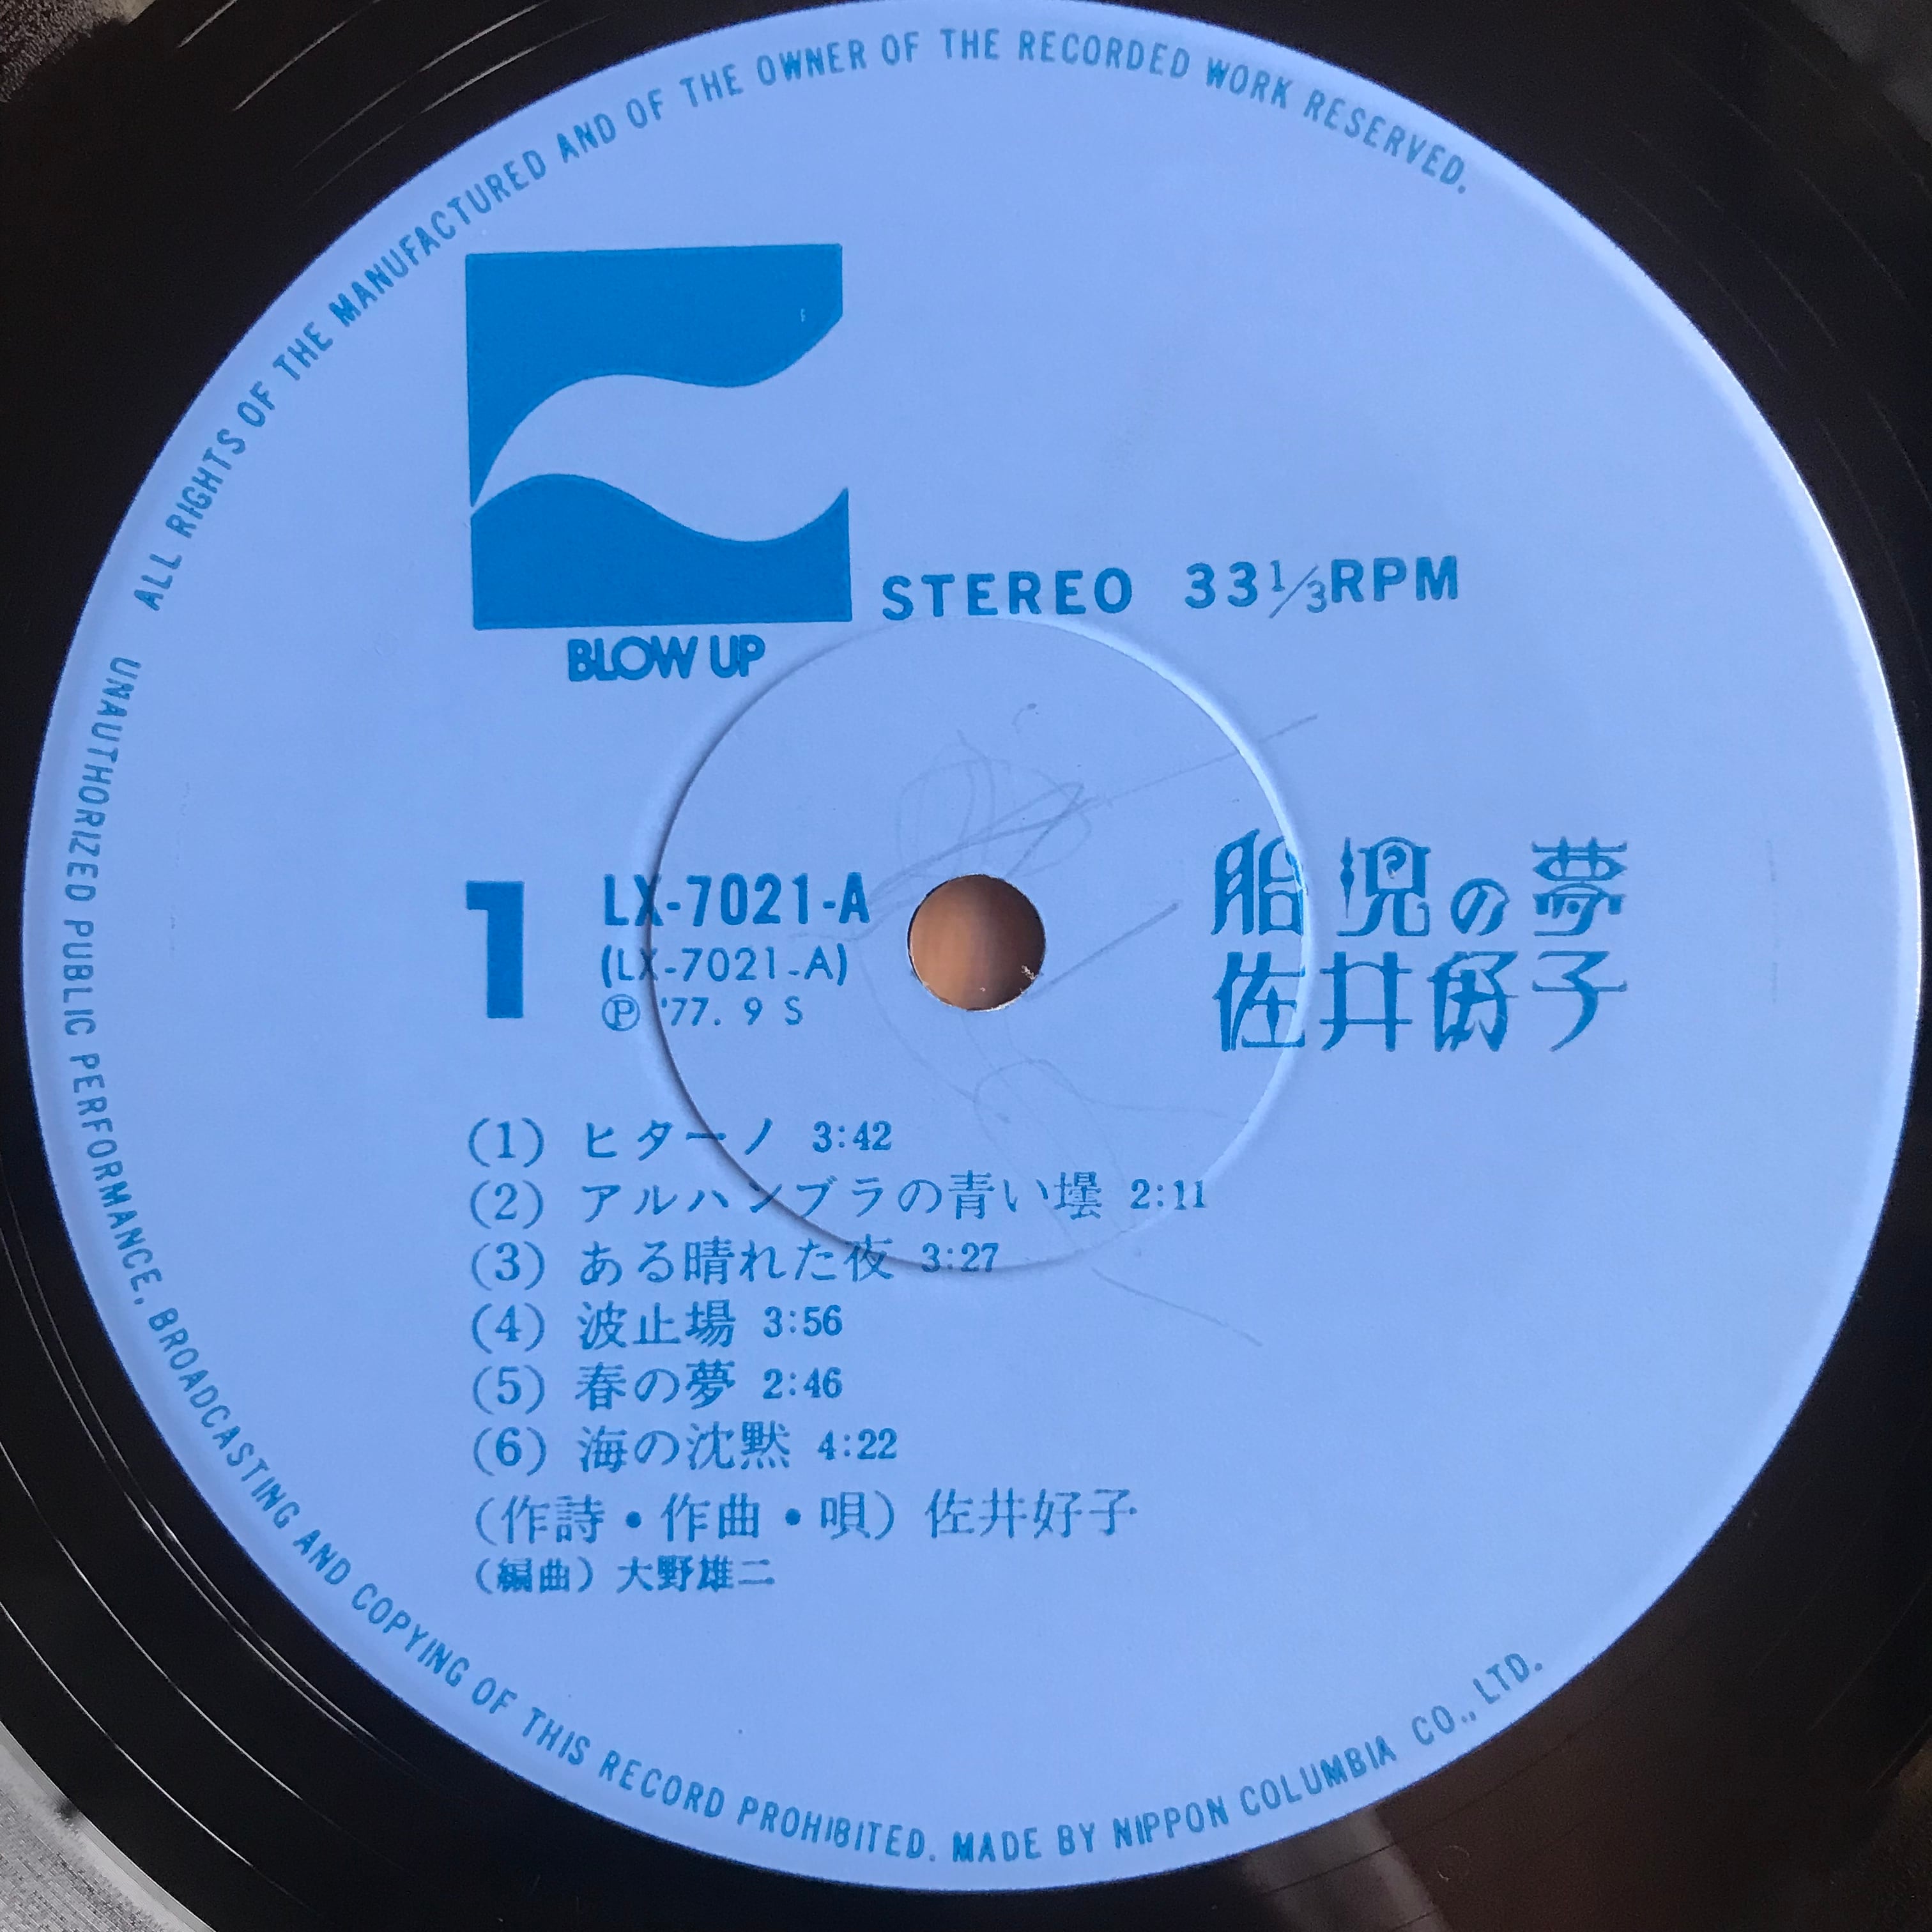 ALL RIGHTS OF THE MANUFACTURED AND OF THE OWNER OF THE RECORDED WORK RESERVED.
BLOW UP
STEREO 33⅓RPM
1
LX-7021-A
(LX-7021-A)
Ⓟ '77. 9 S
胎児の夢
佐井好子
(1) ヒターノ 3:42
(2) アルハンブラの青い壜 2:11
(3) ある晴れた夜 3:27
(4) 波止場 3:56
(5) 春の夢 2:46
(6) 海の沈黙 4:22
(作詩・作曲・唄) 佐井好子
(編曲) 大野雄二
UNAUTHORIZED PUBLIC PERFORMANCE, BROADCASTING AND COPYING OF THIS RECORD PROHIBITED. MADE BY NIPPON COLUMBIA CO., LTD.